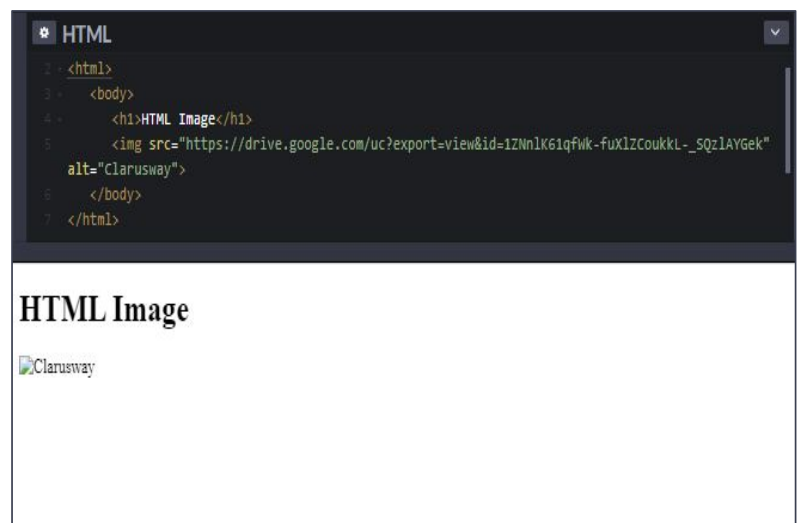 HTML
2 <html>
3 <body>
4 <h1>HTML Image</h1>
5 <img src="https://drive.google.com/uc?export=view&id=1ZNnlK61qfWk-fuXlZCoukkL-_SQzlAYGek"
alt="Clarusway">
6 </body>
7 </html>
HTML Image
Clarusway